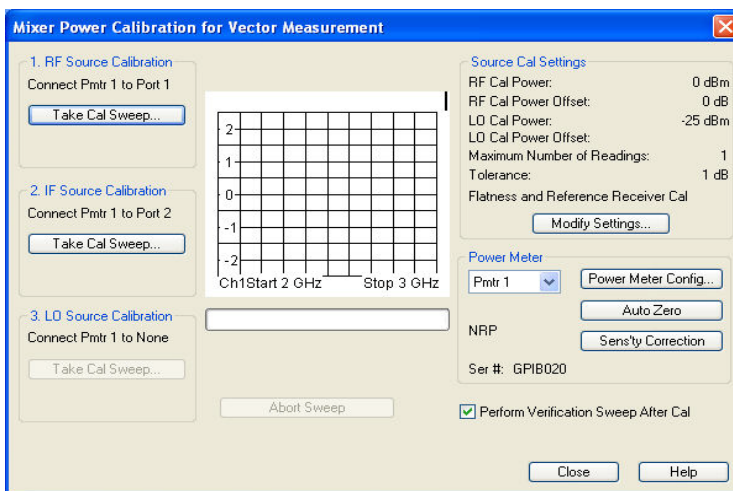 Mixer Power Calibration for Vector Measurement
1. RF Source Calibration
Connect Pmtr 1 to Port 1
Take Cal Sweep...
2. IF Source Calibration
Connect Pmtr 1 to Port 2
Take Cal Sweep...
3. LO Source Calibration
Connect Pmtr 1 to None
Take Cal Sweep...
2
1
0
-1
-2
Ch1Start 2 GHz Stop 3 GHz
Abort Sweep
Source Cal Settings
RF Cal Power: 0 dBm
RF Cal Power Offset: 0 dB
LO Cal Power: -25 dBm
LO Cal Power Offset:
Maximum Number of Readings: 1
Tolerance: 1 dB
Flatness and Reference Receiver Cal
Modify Settings...
Power Meter
Pmtr 1
Power Meter Config...
Auto Zero
NRP
Sens'ty Correction
Ser #: GPIB020
Perform Verification Sweep After Cal
Close
Help